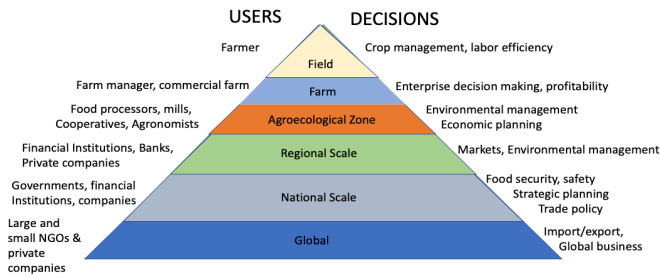 USERS
DECISIONS
Farmer
Field
Crop management, labor efficiency
Farm manager, commercial farm
Farm
Enterprise decision making, profitability
Food processors, mills,
Cooperatives, Agronomists
Agroecological Zone
Environmental management
Economic planning
Financial Institutions, Banks,
Private companies
Regional Scale
Markets, Environmental management
Governments, financial
Institutions, companies
National Scale
Food security, safety
Strategic planning
Trade policy
Large and
small NGOs &
private
companies
Global
Import/export,
Global business